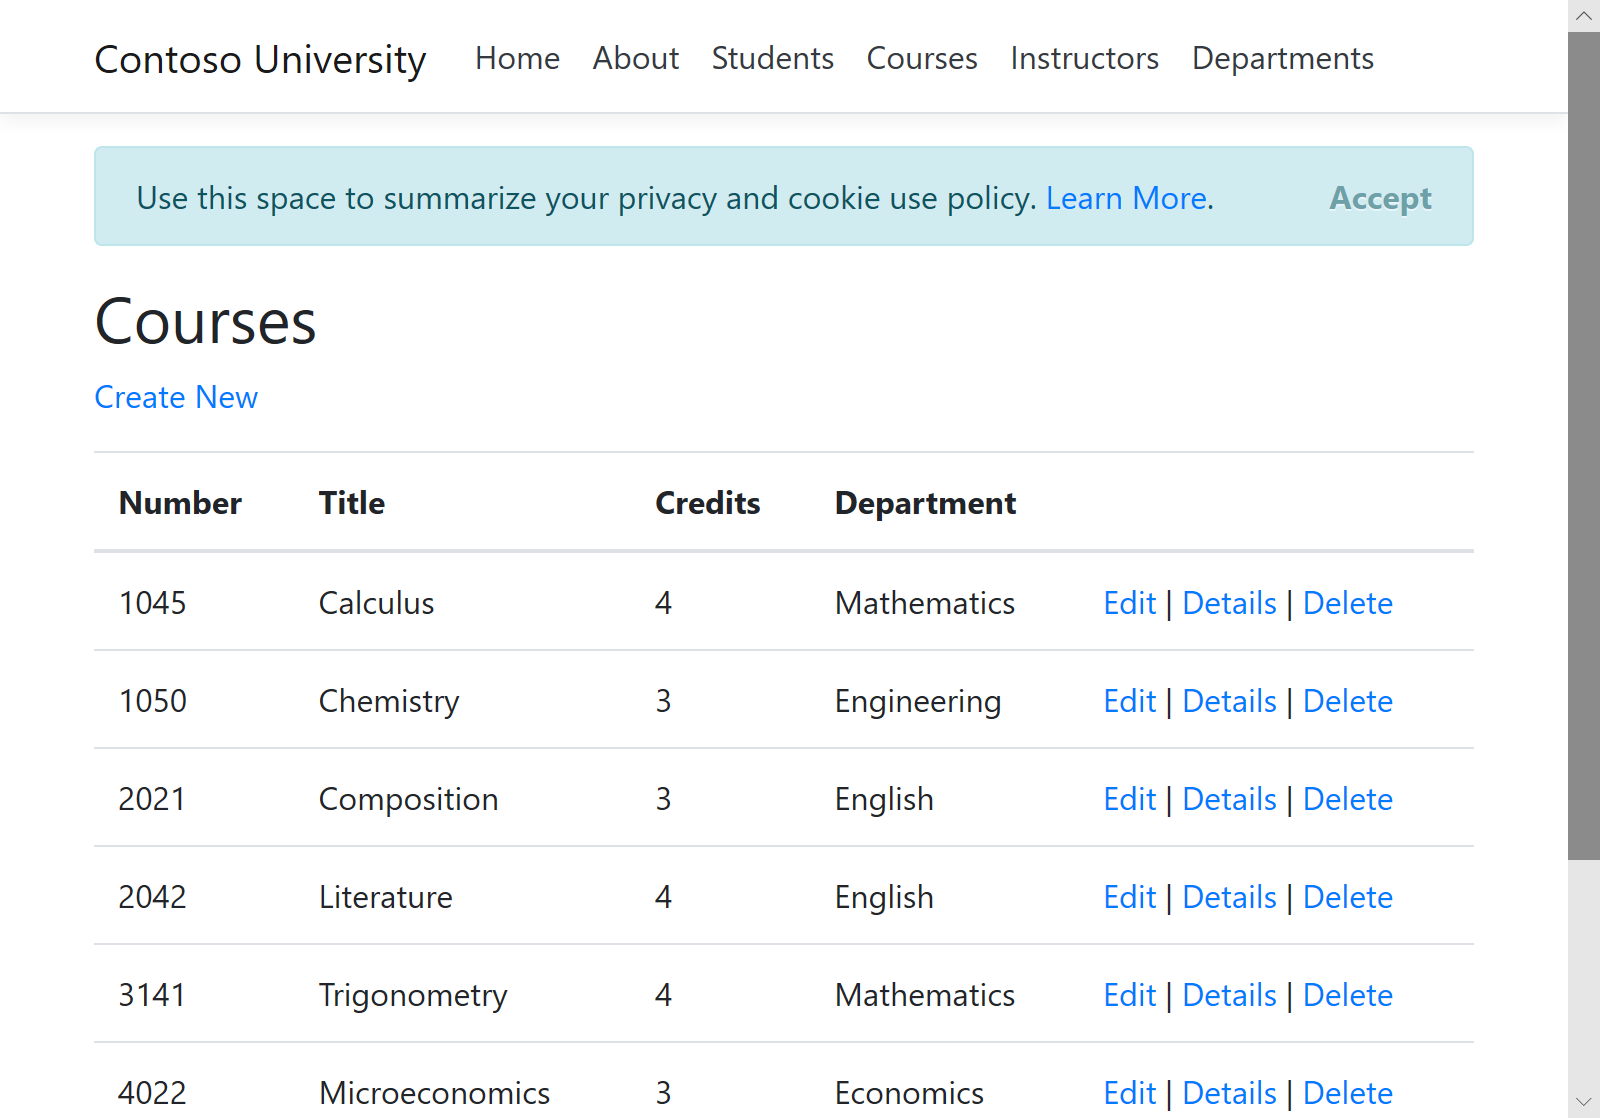 Contoso University Home About Students Courses Instructors Departments
Use this space to summarize your privacy and cookie use policy. Learn More. Accept
Courses
Create New
Number Title Credits Department
1045 Calculus 4 Mathematics Edit | Details | Delete
1050 Chemistry 3 Engineering Edit | Details | Delete
2021 Composition 3 English Edit | Details | Delete
2042 Literature 4 English Edit | Details | Delete
3141 Trigonometry 4 Mathematics Edit | Details | Delete
4022 Microeconomics 3 Economics Edit | Details | Delete